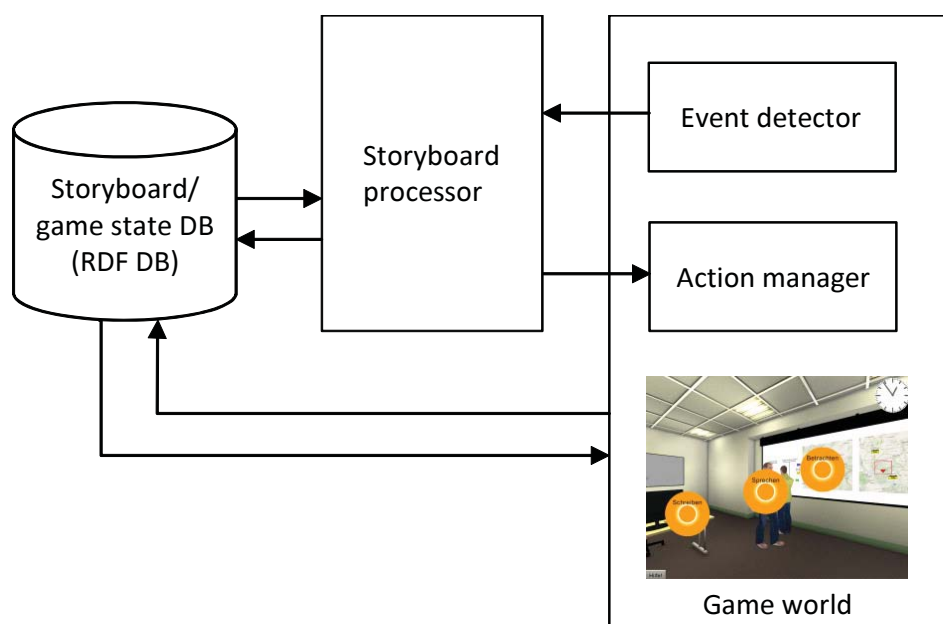 Event detector
Storyboard
processor
Storyboard/
game state DB
(RDF DB)
Action manager
Betrachten
Sprechen
Schreiben
Game world